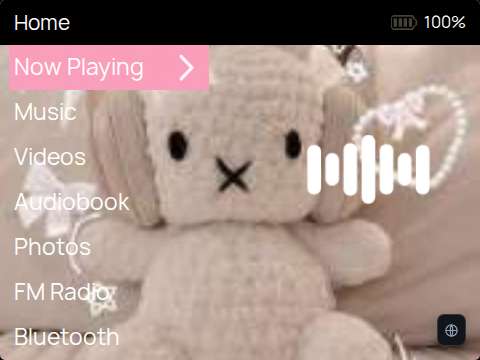 Home
100%
Now Playing
Music
Videos
Audiobook
Photos
FM Radio
Bluetooth